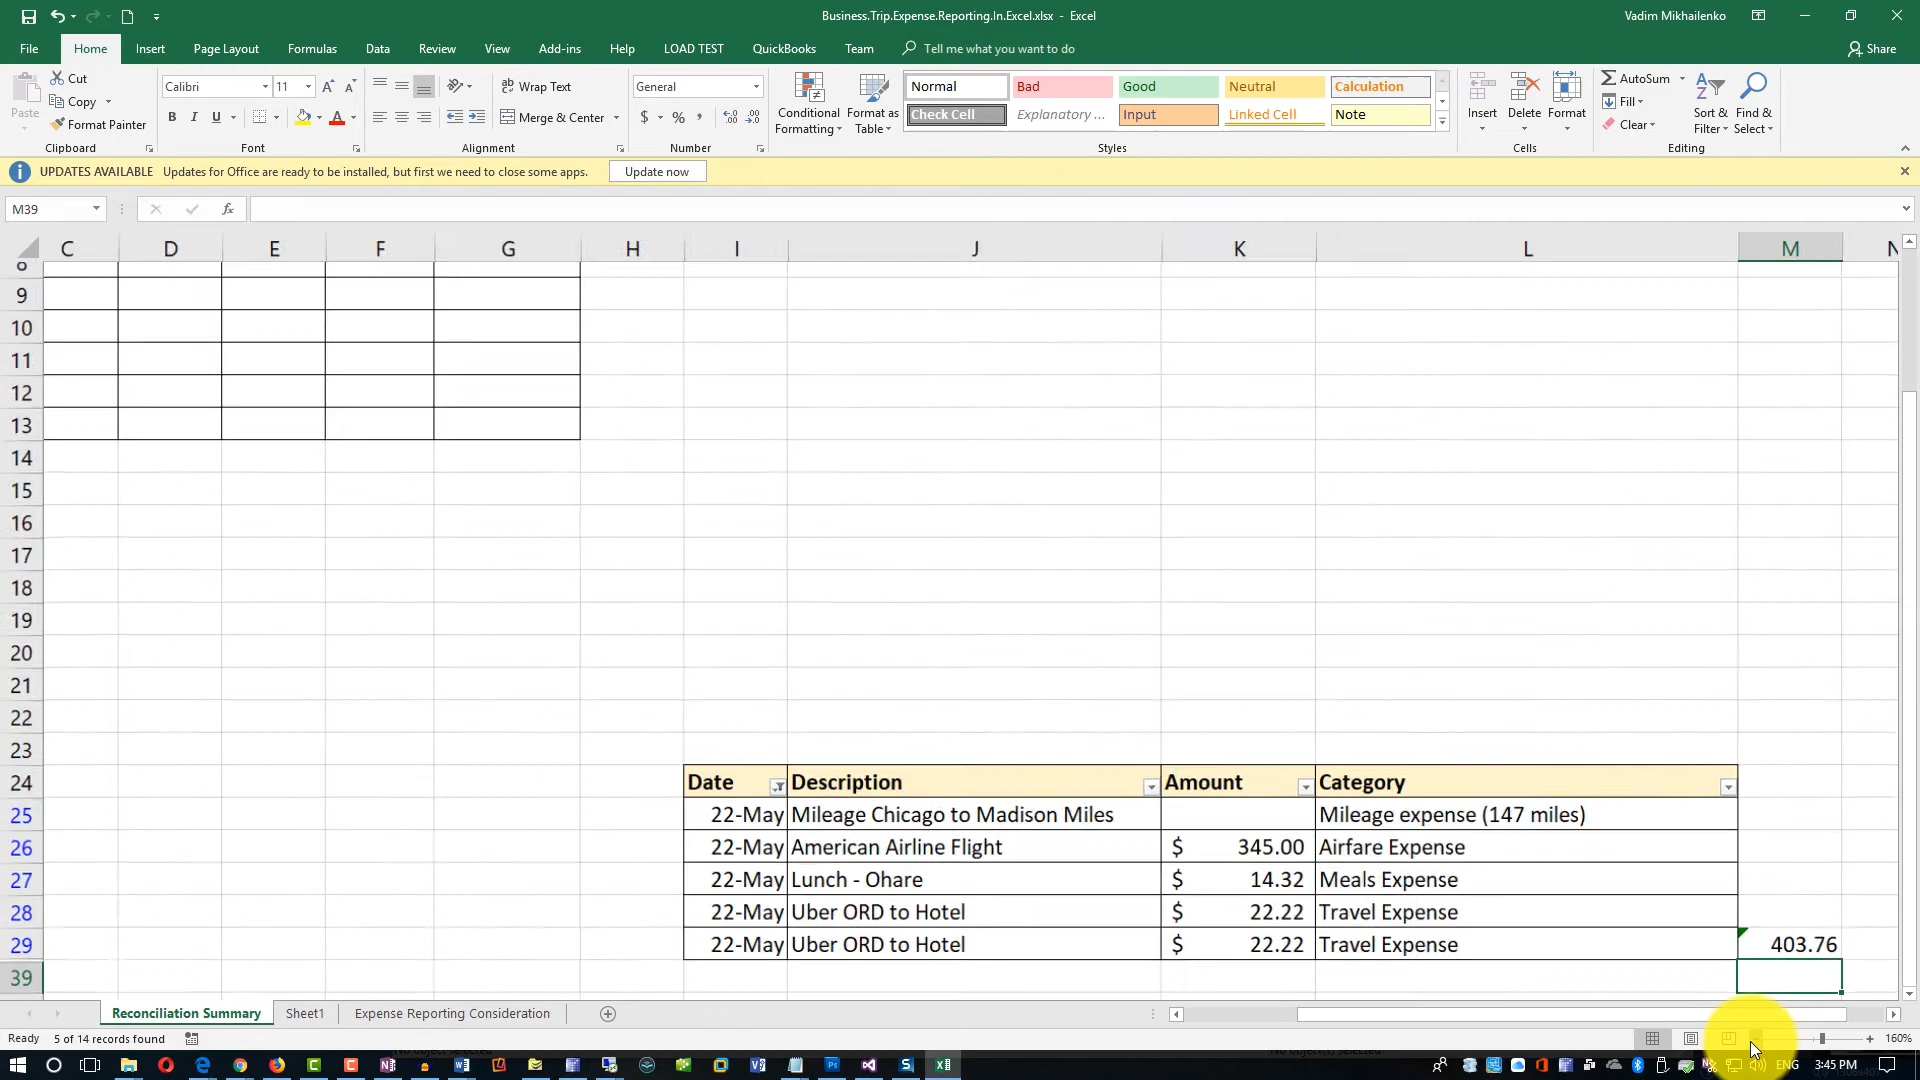 Business.Trip.Expense.Reporting.In.Excel.xlsx - Excel
Vadim Mikhailenko
File Home Insert Page Layout Formulas Data Review View Add-ins Help LOAD TEST QuickBooks Team Tell me what you want to do Share
Paste
Cut
Copy
Format Painter
Clipboard
Calibri 11
B I U
Font
Wrap Text
Merge & Center
Alignment
General
$ % ,
Number
Conditional Formatting
Format as Table
Normal Bad Good Neutral Calculation
Check Cell Explanatory ... Input Linked Cell Note
Styles
Insert Delete Format
Cells
AutoSum
Fill
Clear
Sort & Filter
Find & Select
Editing
UPDATES AVAILABLE Updates for Office are ready to be installed, but first we need to close some apps. Update now
M39 fx
C D E F G H I J K L M N
8
9
10
11
12
13
14
15
16
17
18
19
20
21
22
23
24 Date Description Amount Category
25 22-May Mileage Chicago to Madison Miles Mileage expense (147 miles)
26 22-May American Airline Flight $ 345.00 Airfare Expense
27 22-May Lunch - Ohare $ 14.32 Meals Expense
28 22-May Uber ORD to Hotel $ 22.22 Travel Expense
29 22-May Uber ORD to Hotel $ 22.22 Travel Expense 403.76
39
Reconciliation Summary Sheet1 Expense Reporting Consideration
Ready 5 of 14 records found 160%
ENG 3:45 PM